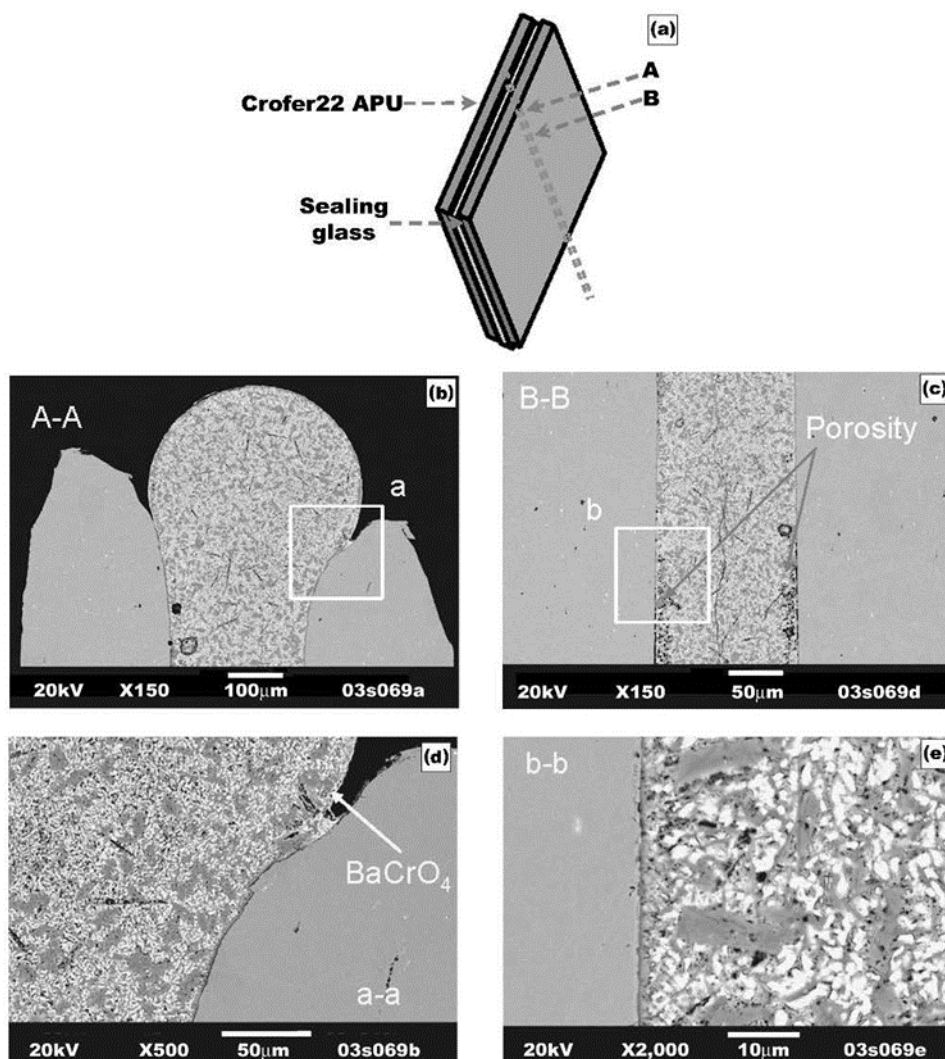 (a)
A
Crofer22 APU
B
Sealing
glass
(b)
A-A
a
20kV X150 100μm 03s069a
(c)
B-B
Porosity
b
20kV X150 50μm 03s069d
(d)
BaCrO₄
a-a
20kV X500 50μm 03s069b
(e)
b-b
20kV X2,000 10μm 03s069e